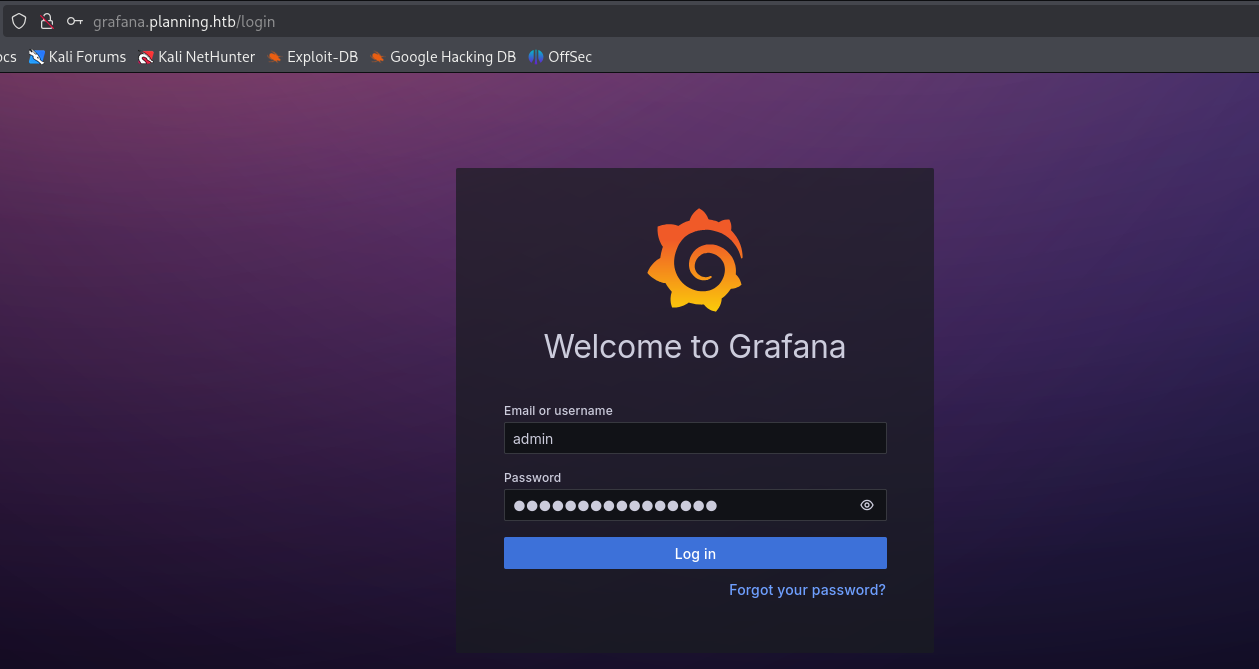 grafana.planning.htb/login
ocs Kali Forums Kali NetHunter Exploit-DB Google Hacking DB OffSec
Welcome to Grafana
Email or username
admin
Password
●●●●●●●●●●●●●●●●
Log in
Forgot your password?